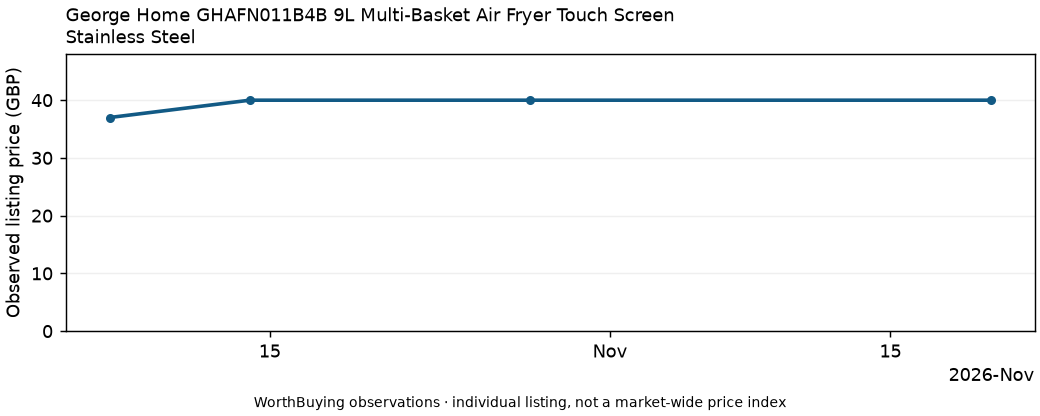 George Home GHAFN011B4B 9L Multi-Basket Air Fryer Touch Screen
Stainless Steel
Observed listing price (GBP)
40
30
20
10
0
15
Nov
15
2026-Nov
WorthBuying observations · individual listing, not a market-wide price index